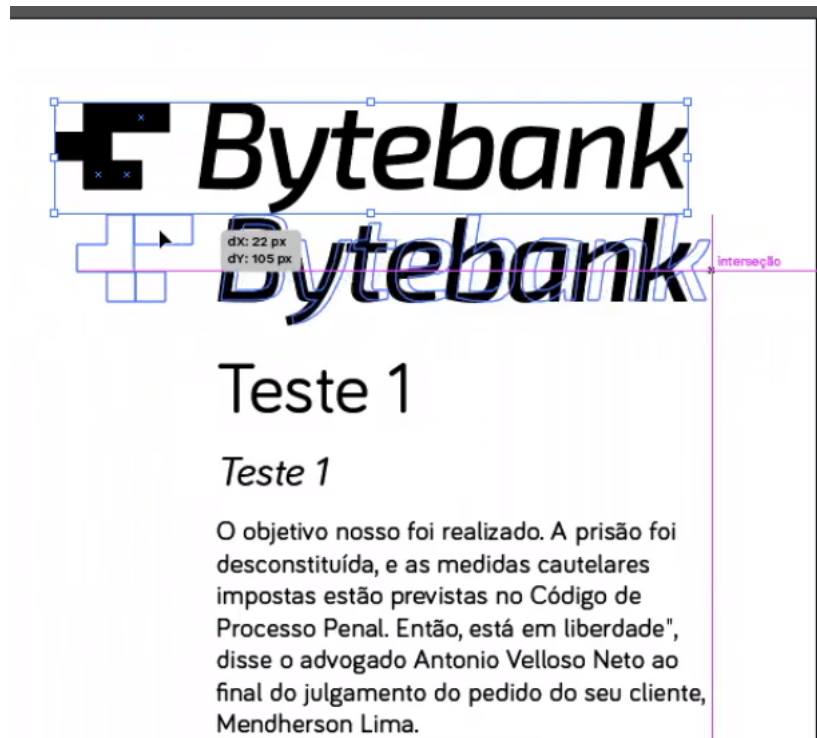 Bytebank
dX: 22 px
dY: 105 px
Bytebank
interseção
Teste 1
Teste 1
O objetivo nosso foi realizado. A prisão foi
desconstituída, e as medidas cautelares
impostas estão previstas no Código de
Processo Penal. Então, está em liberdade",
disse o advogado Antonio Velloso Neto ao
final do julgamento do pedido do seu cliente,
Mendherson Lima.